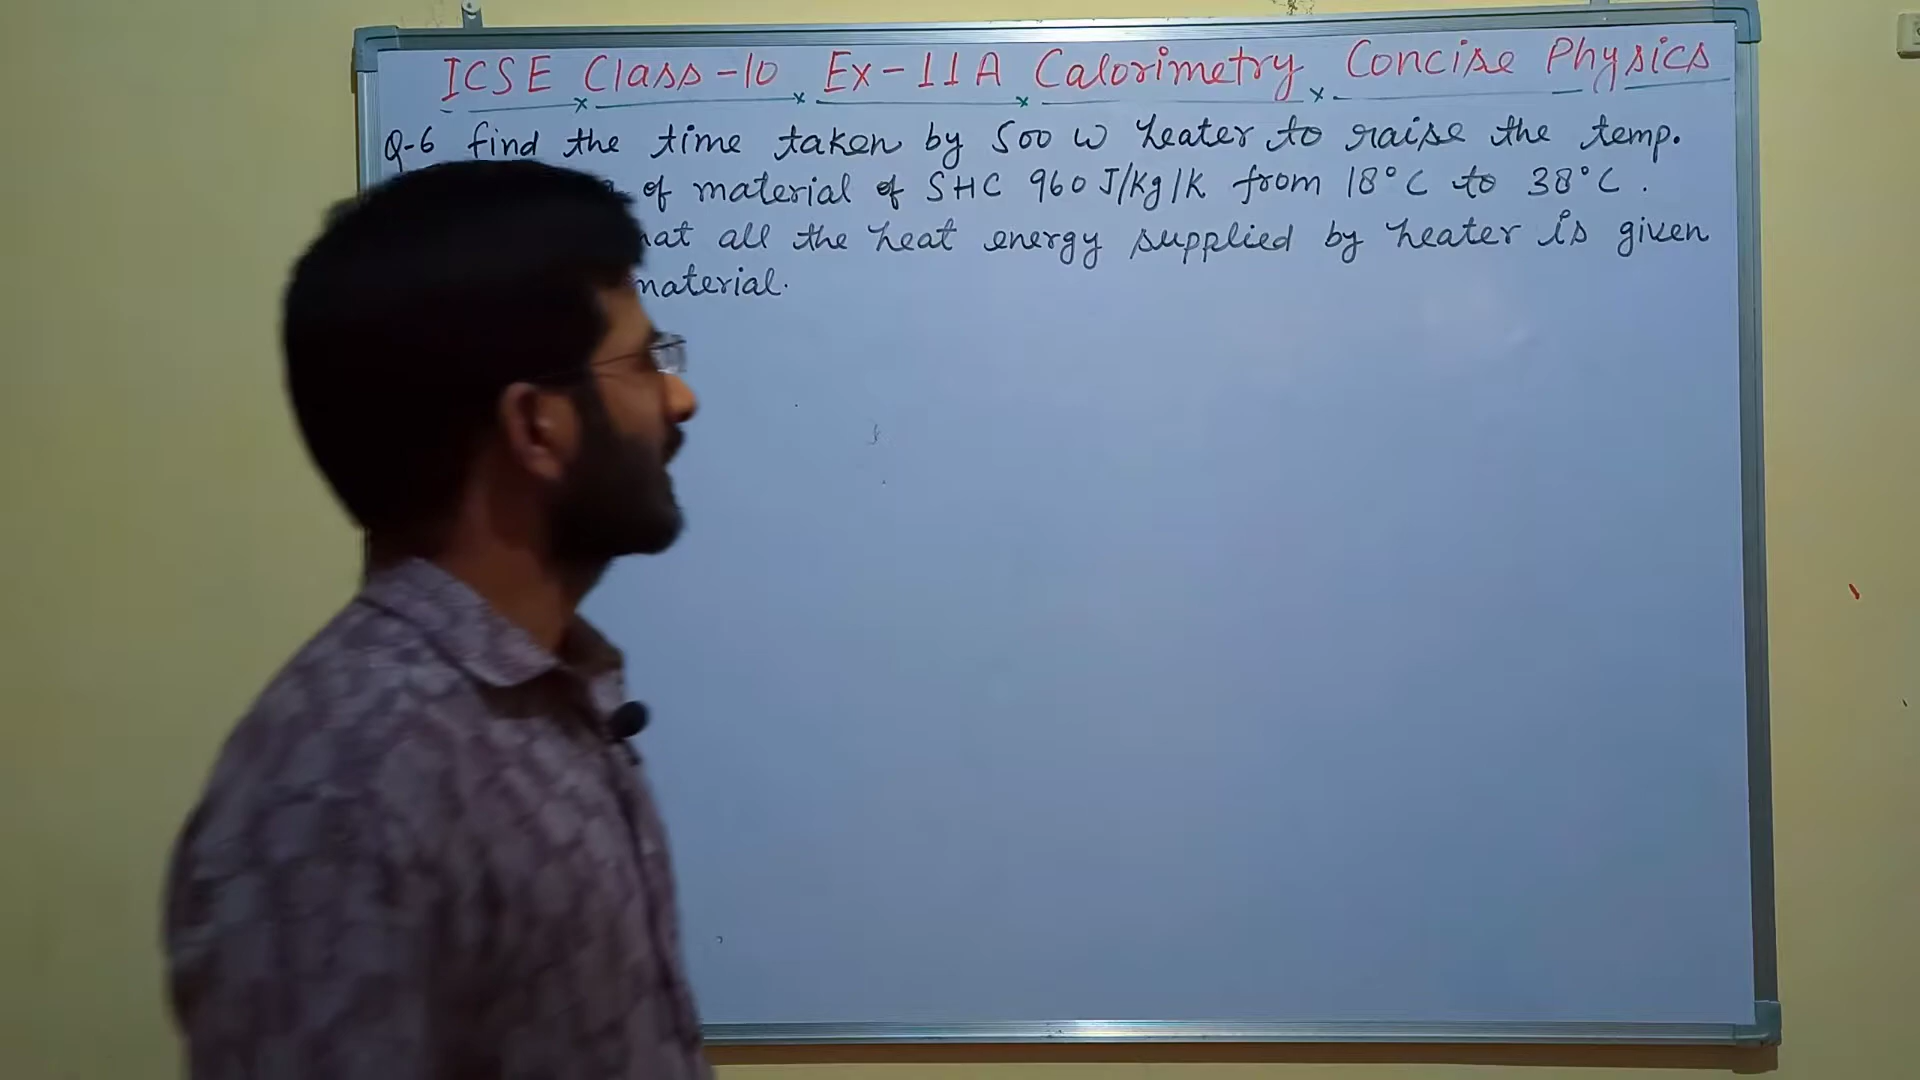 ICSE Class-10 Ex-11A Calorimetry Concise Physics
Q-6 find the time taken by 500 W heater to raise the temp.
of material of SHC 960 J/Kg/K from 18°C to 38°C.
all the heat energy supplied by heater is given
material.